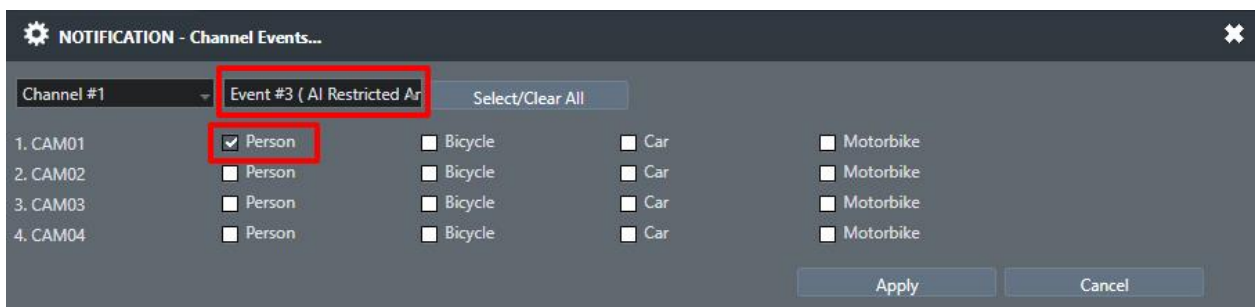 NOTIFICATION - Channel Events...
Channel #1 Event #3 ( AI Restricted Ar Select/Clear All
1. CAM01 Person Bicycle Car Motorbike
2. CAM02 Person Bicycle Car Motorbike
3. CAM03 Person Bicycle Car Motorbike
4. CAM04 Person Bicycle Car Motorbike
Apply Cancel